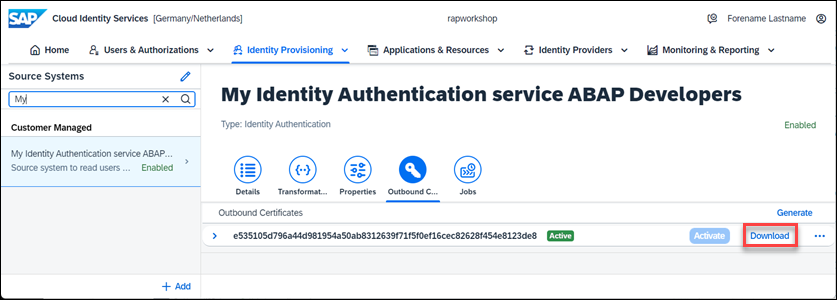 SAP Cloud Identity Services [Germany/Netherlands] rapworkshop Forename Lastname
Home Users & Authorizations Identity Provisioning Applications & Resources Identity Providers Monitoring & Reporting
Source Systems
My
Customer Managed
My Identity Authentication service ABAP...
Source system to read users ... Enabled
Add
My Identity Authentication service ABAP Developers
Type: Identity Authentication Enabled
Details Transformat... Properties Outbound C... Jobs
Outbound Certificates Generate
e535105d796a44d981954a50ab8312639f71f5f0ef16cec82628f454e8123de8 Active Activate Download